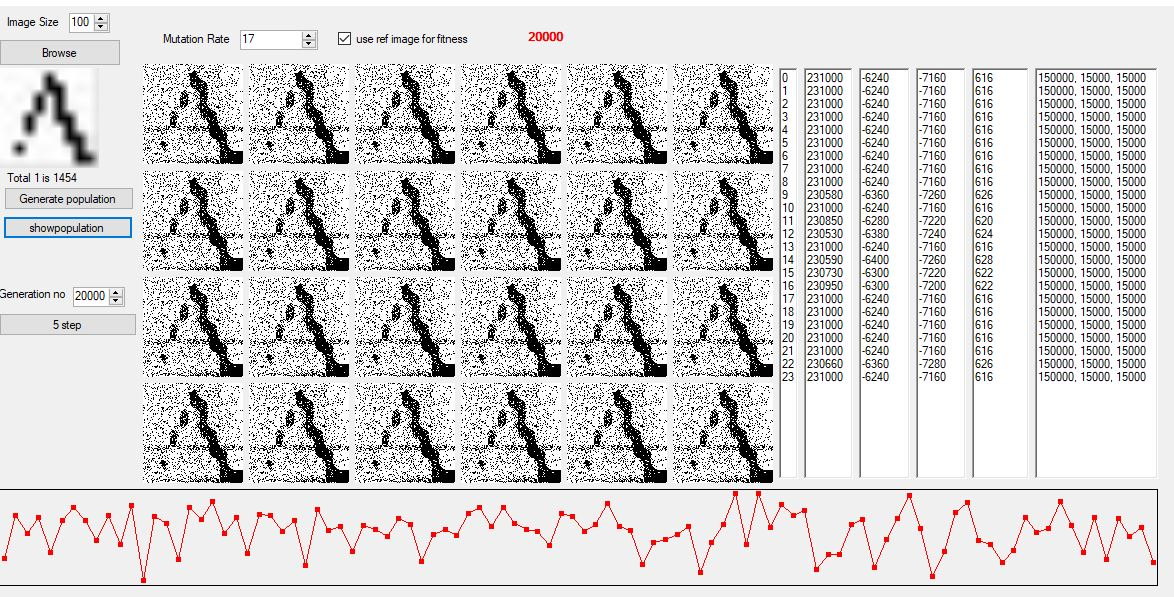 Image Size 100
Browse
Mutation Rate 17 use ref image for fitness 20000
Total 1 is 1454
Generate population
showpopulation
Generation no 20000
5 step
0 231000 -6240 -7160 616 150000, 15000, 15000
1 231000 -6240 -7160 616 150000, 15000, 15000
2 231000 -6240 -7160 616 150000, 15000, 15000
3 231000 -6240 -7160 616 150000, 15000, 15000
4 231000 -6240 -7160 616 150000, 15000, 15000
5 231000 -6240 -7160 616 150000, 15000, 15000
6 231000 -6240 -7160 616 150000, 15000, 15000
7 231000 -6240 -7160 616 150000, 15000, 15000
8 231000 -6240 -7160 616 150000, 15000, 15000
9 230580 -6360 -7260 626 150000, 15000, 15000
10 231000 -6240 -7160 616 150000, 15000, 15000
11 230850 -6280 -7220 620 150000, 15000, 15000
12 230530 -6380 -7240 624 150000, 15000, 15000
13 231000 -6240 -7160 616 150000, 15000, 15000
14 230590 -6400 -7260 628 150000, 15000, 15000
15 230730 -6300 -7220 622 150000, 15000, 15000
16 230950 -6300 -7200 622 150000, 15000, 15000
17 231000 -6240 -7160 616 150000, 15000, 15000
18 231000 -6240 -7160 616 150000, 15000, 15000
19 231000 -6240 -7160 616 150000, 15000, 15000
20 231000 -6240 -7160 616 150000, 15000, 15000
21 231000 -6240 -7160 616 150000, 15000, 15000
22 230660 -6360 -7280 626 150000, 15000, 15000
23 231000 -6240 -7160 616 150000, 15000, 15000